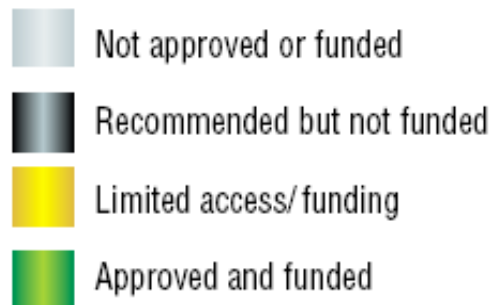 Not approved or funded
Recommended but not funded
Limited access/ funding
Approved and funded